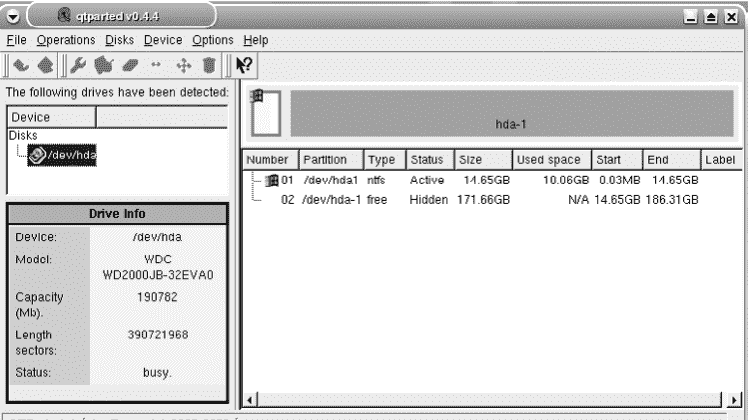 qtparted v0.4.4
File Operations Disks Device Options Help
The following drives have been detected:
Device
Disks
/dev/hda
Drive Info
Device: /dev/hda
Model: WDC
WD2000JB-32EVA0
Capacity 190782
(Mb).
Length 390721968
sectors:
Status: busy.
hda-1
Number Partition Type Status Size Used space Start End Label
01 /dev/hda1 ntfs Active 14.65GB 10.06GB 0.03MB 14.65GB
02 /dev/hda-1 free Hidden 171.66GB N/A 14.65GB 186.31GB